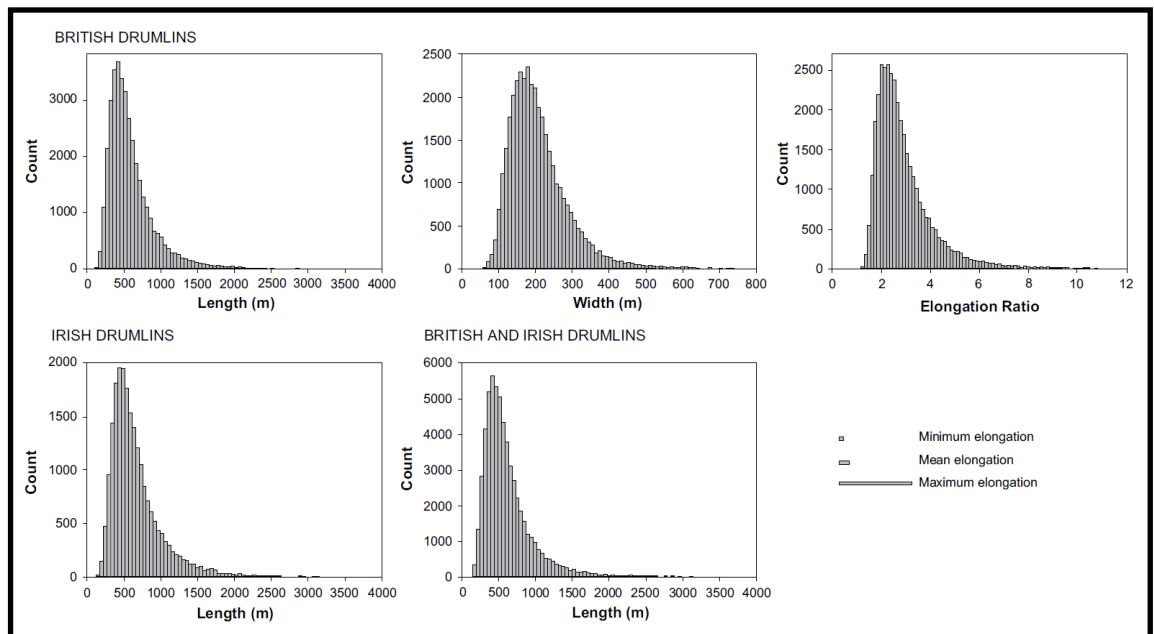 BRITISH DRUMLINS
3000
2000
1000
0
Count
0 500 1000 1500 2000 2500 3000 3500 4000
Length (m)
2500
2000
1500
1000
500
0
Count
0 100 200 300 400 500 600 700 800
Width (m)
2500
2000
1500
1000
500
0
Count
0 2 4 6 8 10 12
Elongation Ratio
IRISH DRUMLINS
2000
1500
1000
500
0
Count
0 500 1000 1500 2000 2500 3000 3500 4000
Length (m)
BRITISH AND IRISH DRUMLINS
6000
5000
4000
3000
2000
1000
0
Count
0 500 1000 1500 2000 2500 3000 3500 4000
Length (m)
Minimum elongation
Mean elongation
Maximum elongation